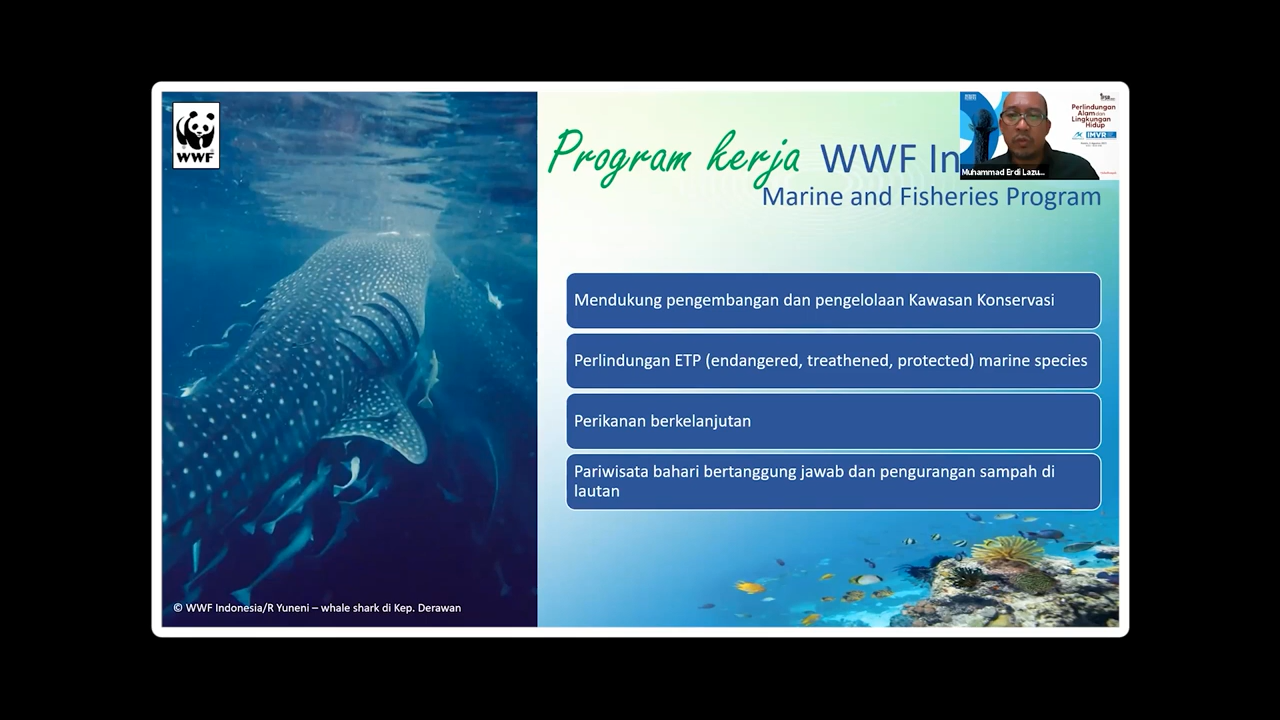 WWF
Program kerja WWF In
Marine and Fisheries Program
Muhammad Erdi Lazu...
Perlindungan
Alam dan
Lingkungan
Hidup
IMVR
Mendukung pengembangan dan pengelolaan Kawasan Konservasi
Perlindungan ETP (endangered, treathened, protected) marine species
Perikanan berkelanjutan
Pariwisata bahari bertanggung jawab dan pengurangan sampah di
lautan
© WWF Indonesia/R Yuneni – whale shark di Kep. Derawan